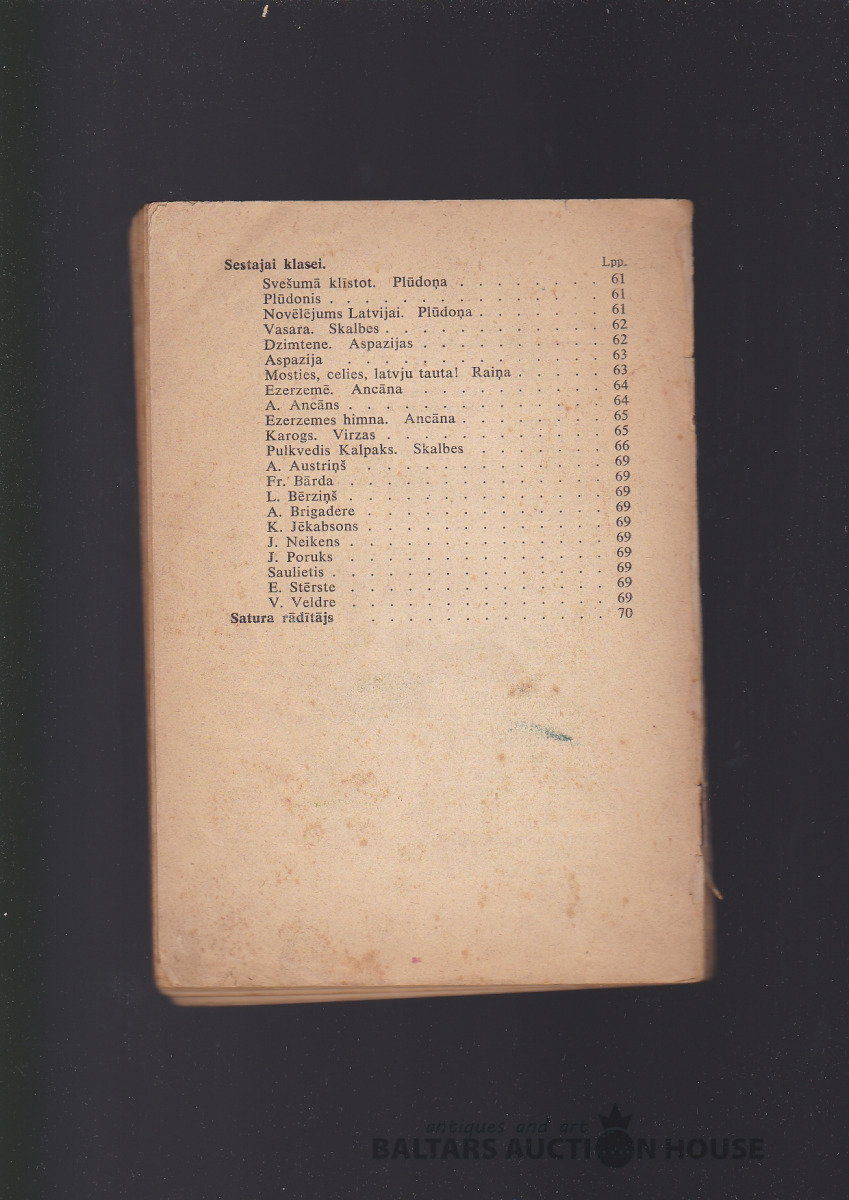 Sestajai klasei. Lpp.
Svešumā klīstot. Plūdoņa . . . . . . . . 61
Plūdonis . . . . . . . . . . . . . . 61
Novēlējums Latvijai. Plūdoņa . . . . . . . 61
Vasara. Skalbes . . . . . . . . . . . . 62
Dzimtene. Aspazijas . . . . . . . . . . 62
Aspazija . . . . . . . . . . . . . 63
Mosties, celies, latvju tauta! Raiņa . . . . . 63
Ezerzemē. Ancāna . . . . . . . . . . 64
A. Ancāns . . . . . . . . . . . . . 64
Ezerzemes himna. Ancāna . . . . . . . . 65
Karogs. Virzas . . . . . . . . . . . . 65
Pulkvedis Kalpaks. Skalbes . . . . . . . 66
A. Austriņš . . . . . . . . . . . . 69
Fr. Bārda . . . . . . . . . . . . . 69
L. Bērziņš . . . . . . . . . . . . . 69
A. Brigadere . . . . . . . . . . . . 69
K. Jēkabsons . . . . . . . . . . . . 69
J. Neikens . . . . . . . . . . . . . 69
J. Poruks . . . . . . . . . . . . . 69
Saulietis . . . . . . . . . . . . . . 69
E. Stērste . . . . . . . . . . . . . 69
V. Veldre . . . . . . . . . . . . . 69
Satura rādītājs . . . . . . . . . . . . 70
antiques and art
BALTARS AUCTION HOUSE